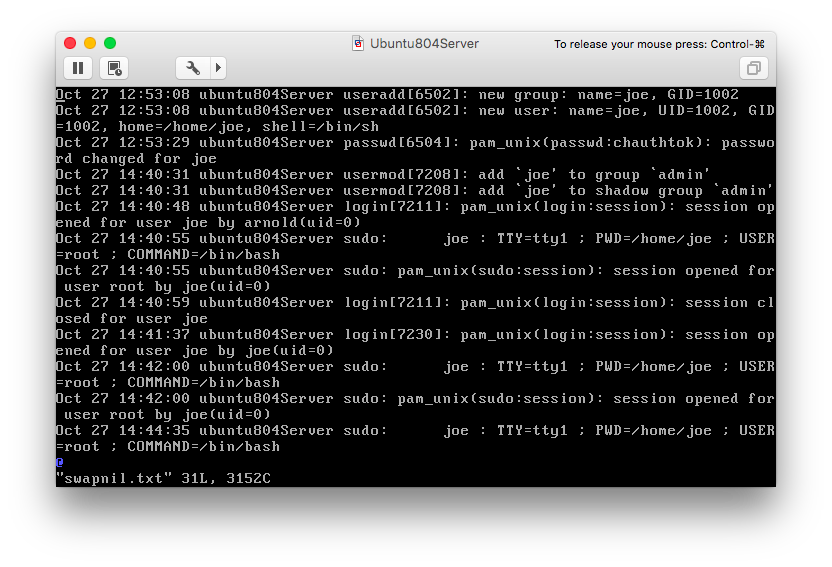 Ubuntu804Server
To release your mouse press: Control-⌘
Oct 27 12:53:08 ubuntu804Server useradd[6502]: new group: name=joe, GID=1002
Oct 27 12:53:08 ubuntu804Server useradd[6502]: new user: name=joe, UID=1002, GID
=1002, home=/home/joe, shell=/bin/sh
Oct 27 12:53:29 ubuntu804Server passwd[6504]: pam_unix(passwd:chauthtok): passwo
rd changed for joe
Oct 27 14:40:31 ubuntu804Server usermod[7208]: add `joe' to group `admin'
Oct 27 14:40:31 ubuntu804Server usermod[7208]: add `joe' to shadow group `admin'
Oct 27 14:40:48 ubuntu804Server login[7211]: pam_unix(login:session): session op
ened for user joe by arnold(uid=0)
Oct 27 14:40:55 ubuntu804Server sudo:      joe : TTY=tty1 ; PWD=/home/joe ; USER
=root ; COMMAND=/bin/bash
Oct 27 14:40:55 ubuntu804Server sudo: pam_unix(sudo:session): session opened for
 user root by joe(uid=0)
Oct 27 14:40:59 ubuntu804Server login[7211]: pam_unix(login:session): session cl
osed for user joe
Oct 27 14:41:37 ubuntu804Server login[7230]: pam_unix(login:session): session op
ened for user joe by joe(uid=0)
Oct 27 14:42:00 ubuntu804Server sudo:      joe : TTY=tty1 ; PWD=/home/joe ; USER
=root ; COMMAND=/bin/bash
Oct 27 14:42:00 ubuntu804Server sudo: pam_unix(sudo:session): session opened for
 user root by joe(uid=0)
Oct 27 14:44:35 ubuntu804Server sudo:      joe : TTY=tty1 ; PWD=/home/joe ; USER
=root ; COMMAND=/bin/bash
@
"swapnil.txt" 31L, 3152C